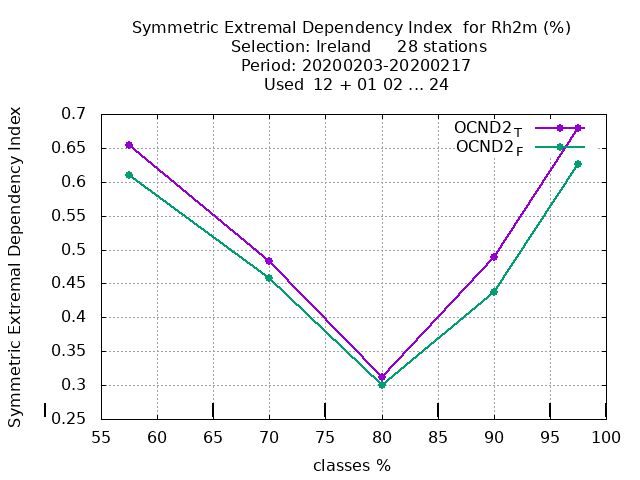 Symmetric Extremal Dependency Index  for Rh2m (%)
Selection: Ireland     28 stations
Period: 20200203-20200217
Used  12 + 01 02 ... 24
Symmetric Extremal Dependency Index
0.7
0.65
0.6
0.55
0.5
0.45
0.4
0.35
0.3
0.25
OCND2T
OCND2F
55 60 65 70 75 80 85 90 95 100
classes %